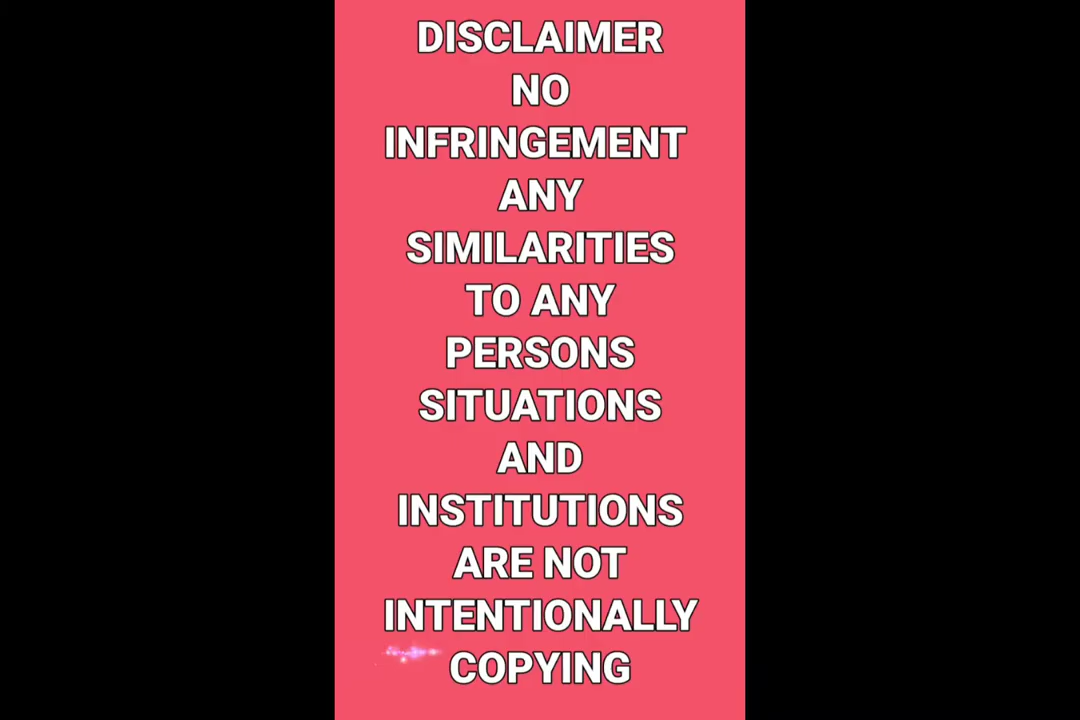 DISCLAIMER
NO
INFRINGEMENT
ANY
SIMILARITIES
TO ANY
PERSONS
SITUATIONS
AND
INSTITUTIONS
ARE NOT
INTENTIONALLY
COPYING